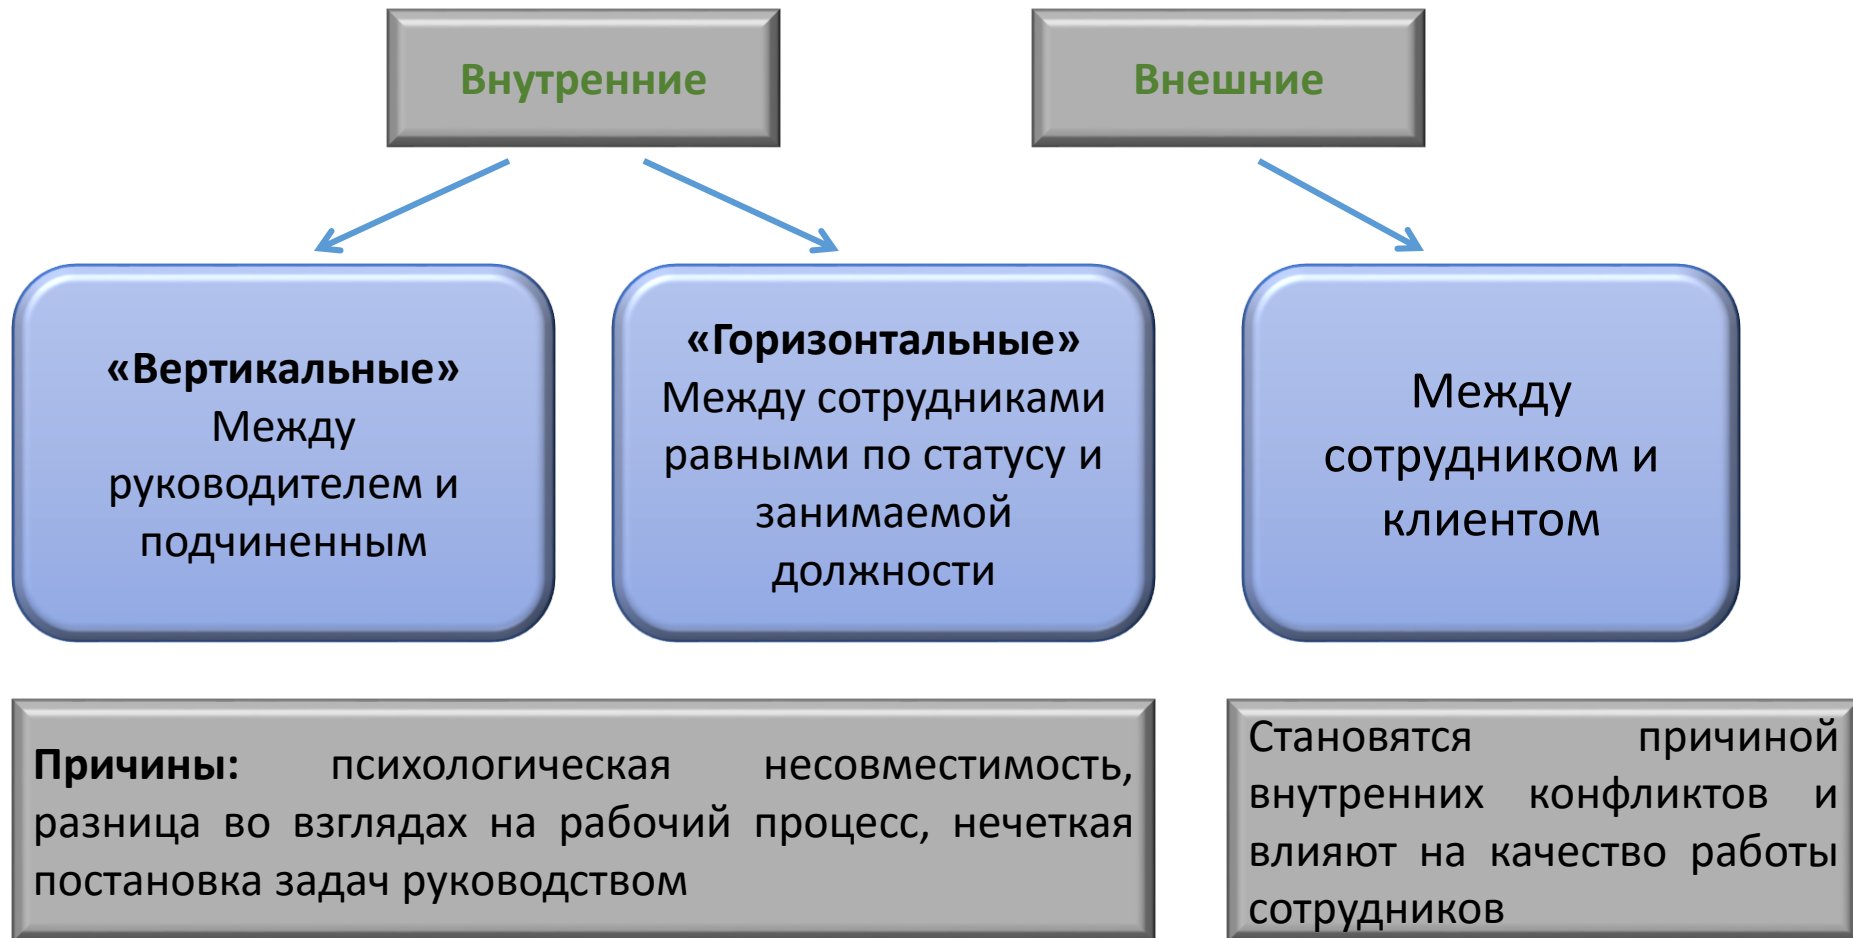 Внутренние
Внешние
«Вертикальные»
Между
руководителем и
подчиненным
«Горизонтальные»
Между сотрудниками
равными по статусу и
занимаемой
должности
Между
сотрудником и
клиентом
Причины: психологическая несовместимость,
разница во взглядах на рабочий процесс, нечеткая
постановка задач руководством
Становятся причиной
внутренних конфликтов и
влияют на качество работы
сотрудников